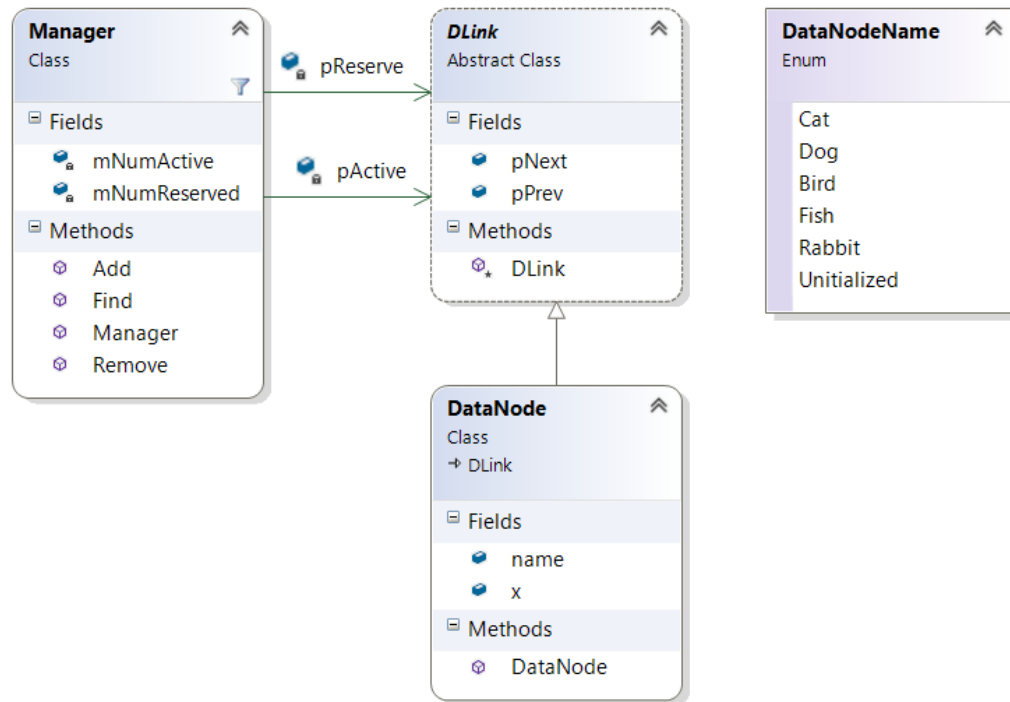 Manager
Class
Fields
mNumActive
mNumReserved
Methods
Add
Find
Manager
Remove
pReserve
pActive
DLink
Abstract Class
Fields
pNext
pPrev
Methods
DLink
DataNodeName
Enum
Cat
Dog
Bird
Fish
Rabbit
Unitialized
DataNode
Class
DLink
Fields
name
x
Methods
DataNode